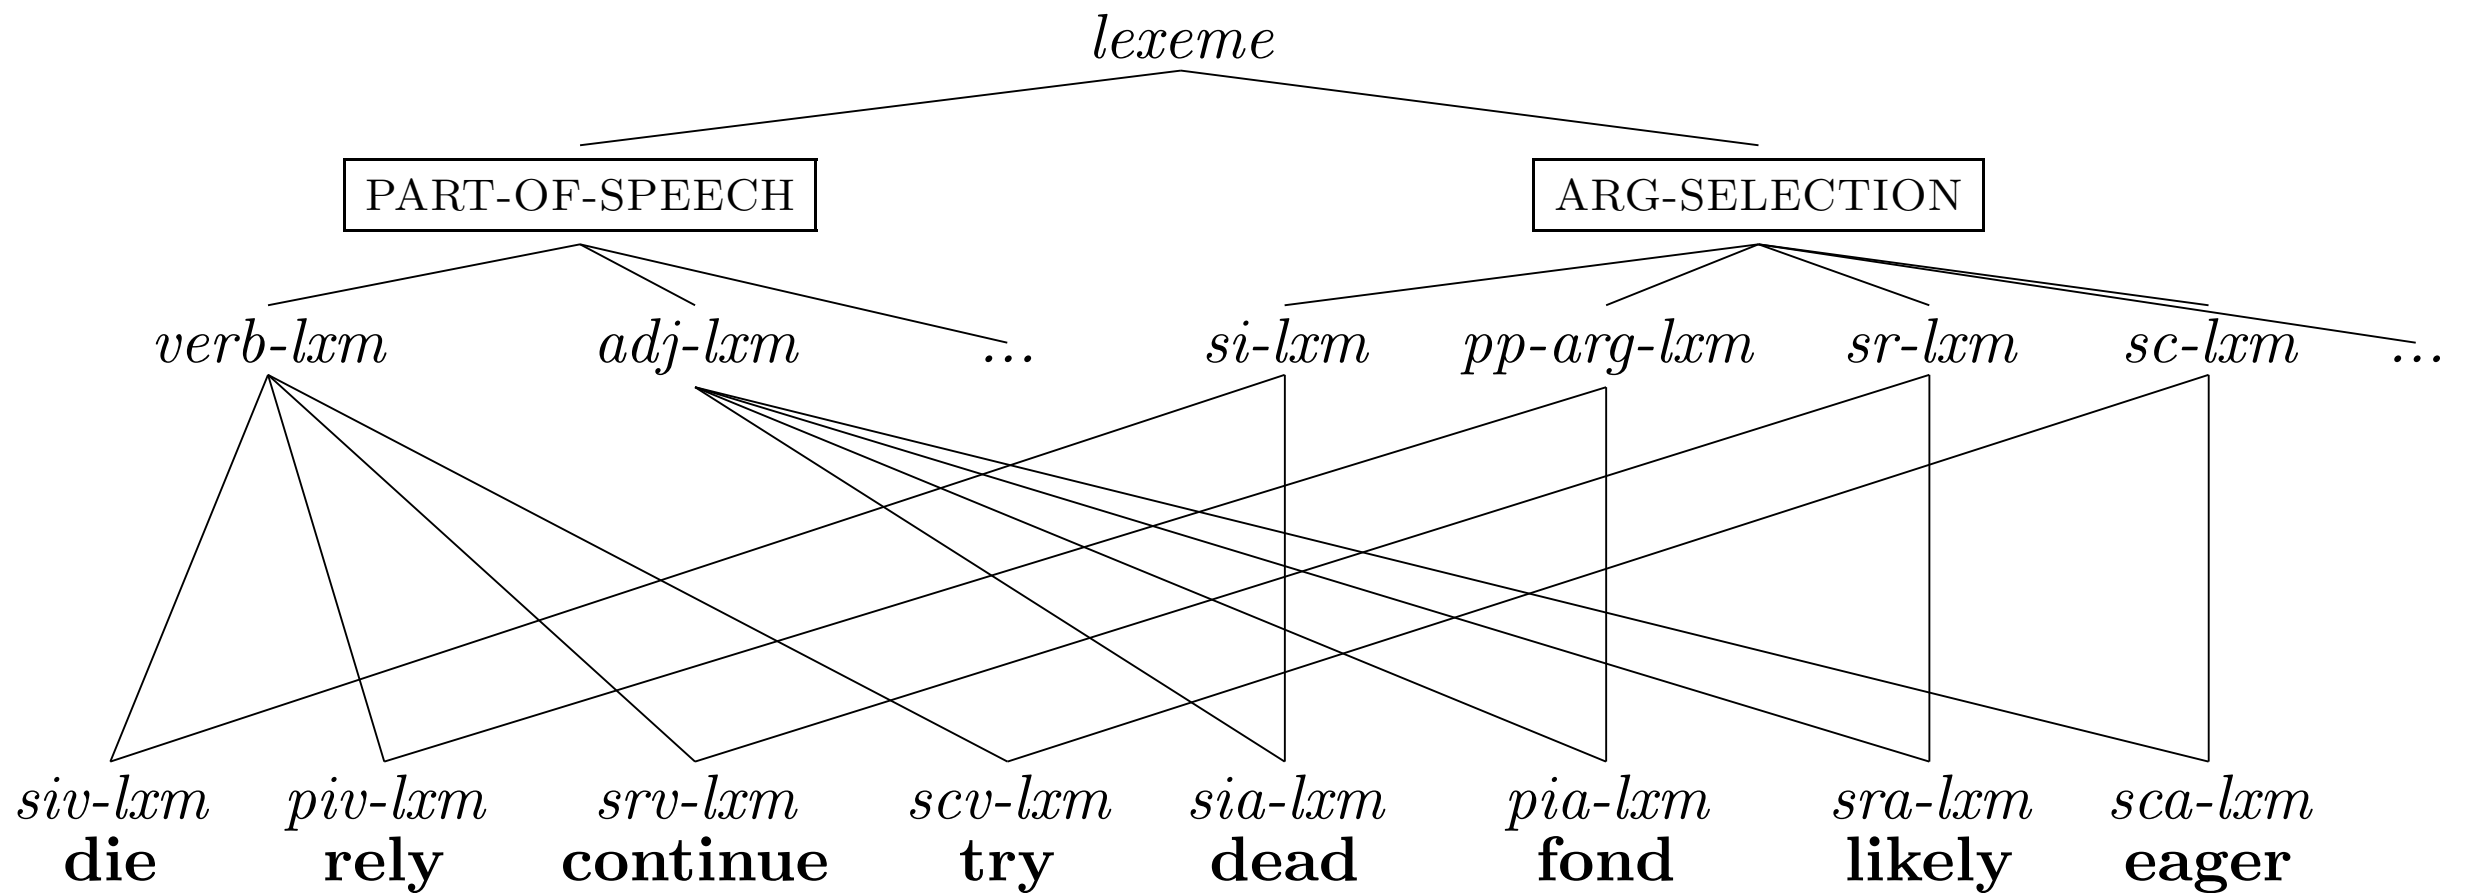 lexeme
PART-OF-SPEECH ARG-SELECTION
verb-lxm adj-lxm ... si-lxm pp-arg-lxm sr-lxm sc-lxm ...
siv-lxm piv-lxm srv-lxm scv-lxm sia-lxm pia-lxm sra-lxm sca-lxm
die rely continue try dead fond likely eager